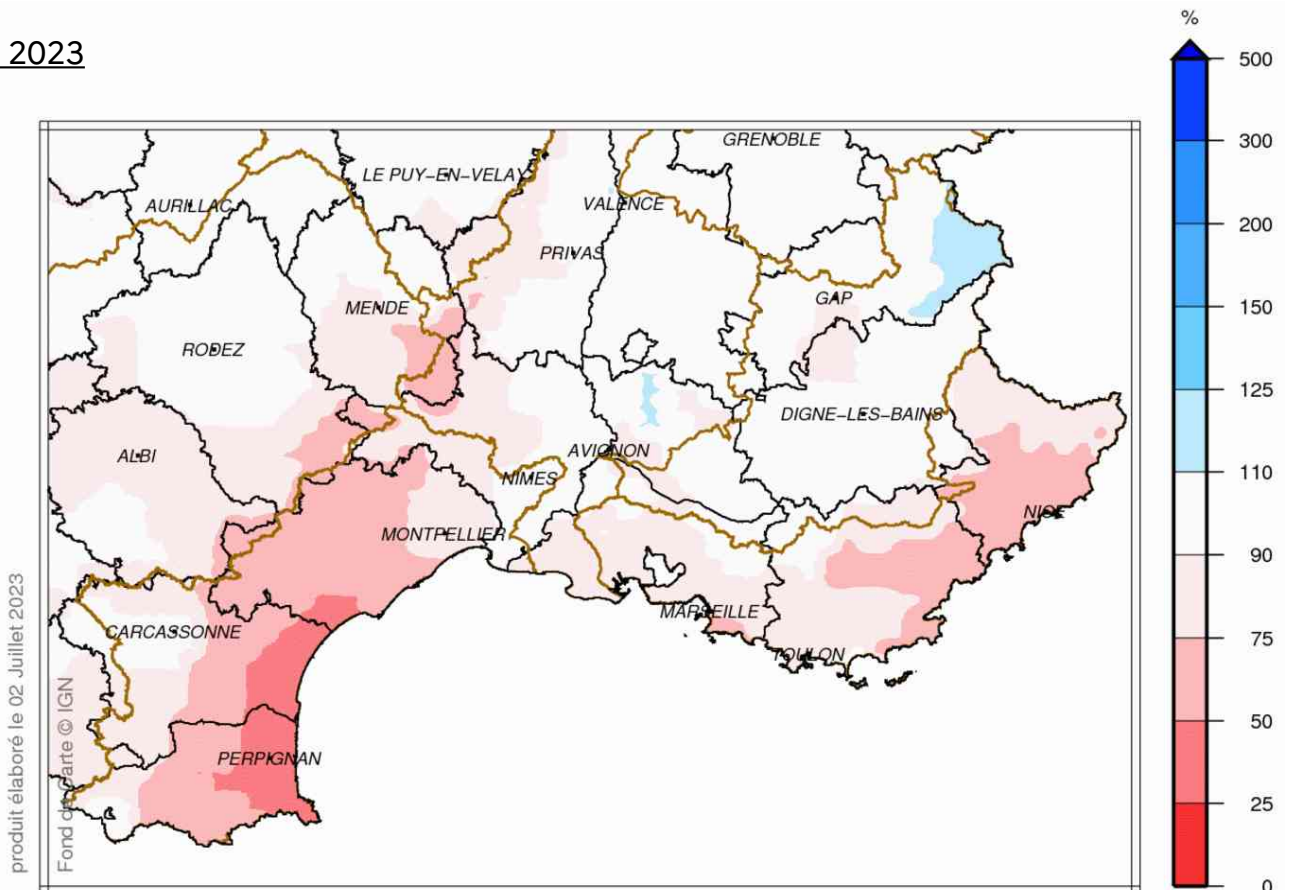 2023
%
500
300
200
150
125
110
90
75
50
25
0
GRENOBLE
LE PUY-EN-VELAY
AURILLAC
VALENCE
PRIVAS
MENDE
GAP
RODEZ
DIGNE-LES-BAINS
ALBI
AVIGNON
NIMES
NICE
MONTPELLIER
MARSEILLE
CARCASSONNE
TOULON
PERPIGNAN
produit élaboré le 02 Juillet 2023
Fond de Carte © IGN